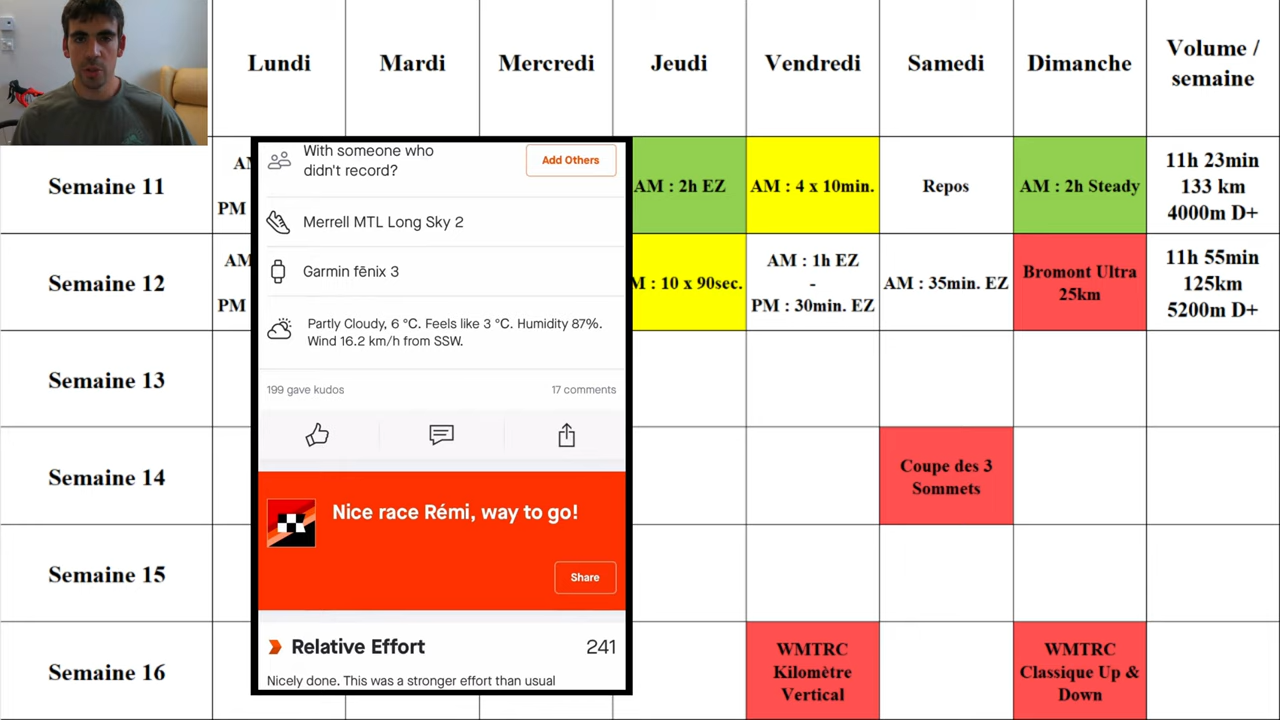 Lundi
Mardi
Mercredi
Jeudi
Vendredi
Samedi
Dimanche
Volume /
semaine
Semaine 11
PM
AM : 2h EZ
AM : 4 x 10min.
Repos
AM : 2h Steady
11h 23min
133 km
4000m D+
Semaine 12
AM
PM
M : 10 x 90sec.
AM : 1h EZ
-
PM : 30min. EZ
AM : 35min. EZ
Bromont Ultra
25km
11h 55min
125km
5200m D+
Semaine 13
Semaine 14
Coupe des 3
Sommets
Semaine 15
Semaine 16
WMTRC
Kilomètre
Vertical
WMTRC
Classique Up &
Down
With someone who
didn't record?
Add Others
Merrell MTL Long Sky 2
Garmin fēnix 3
Partly Cloudy, 6 °C. Feels like 3 °C. Humidity 87%.
Wind 16.2 km/h from SSW.
199 gave kudos
17 comments
Nice race Rémi, way to go!
Share
Relative Effort
241
Nicely done. This was a stronger effort than usual